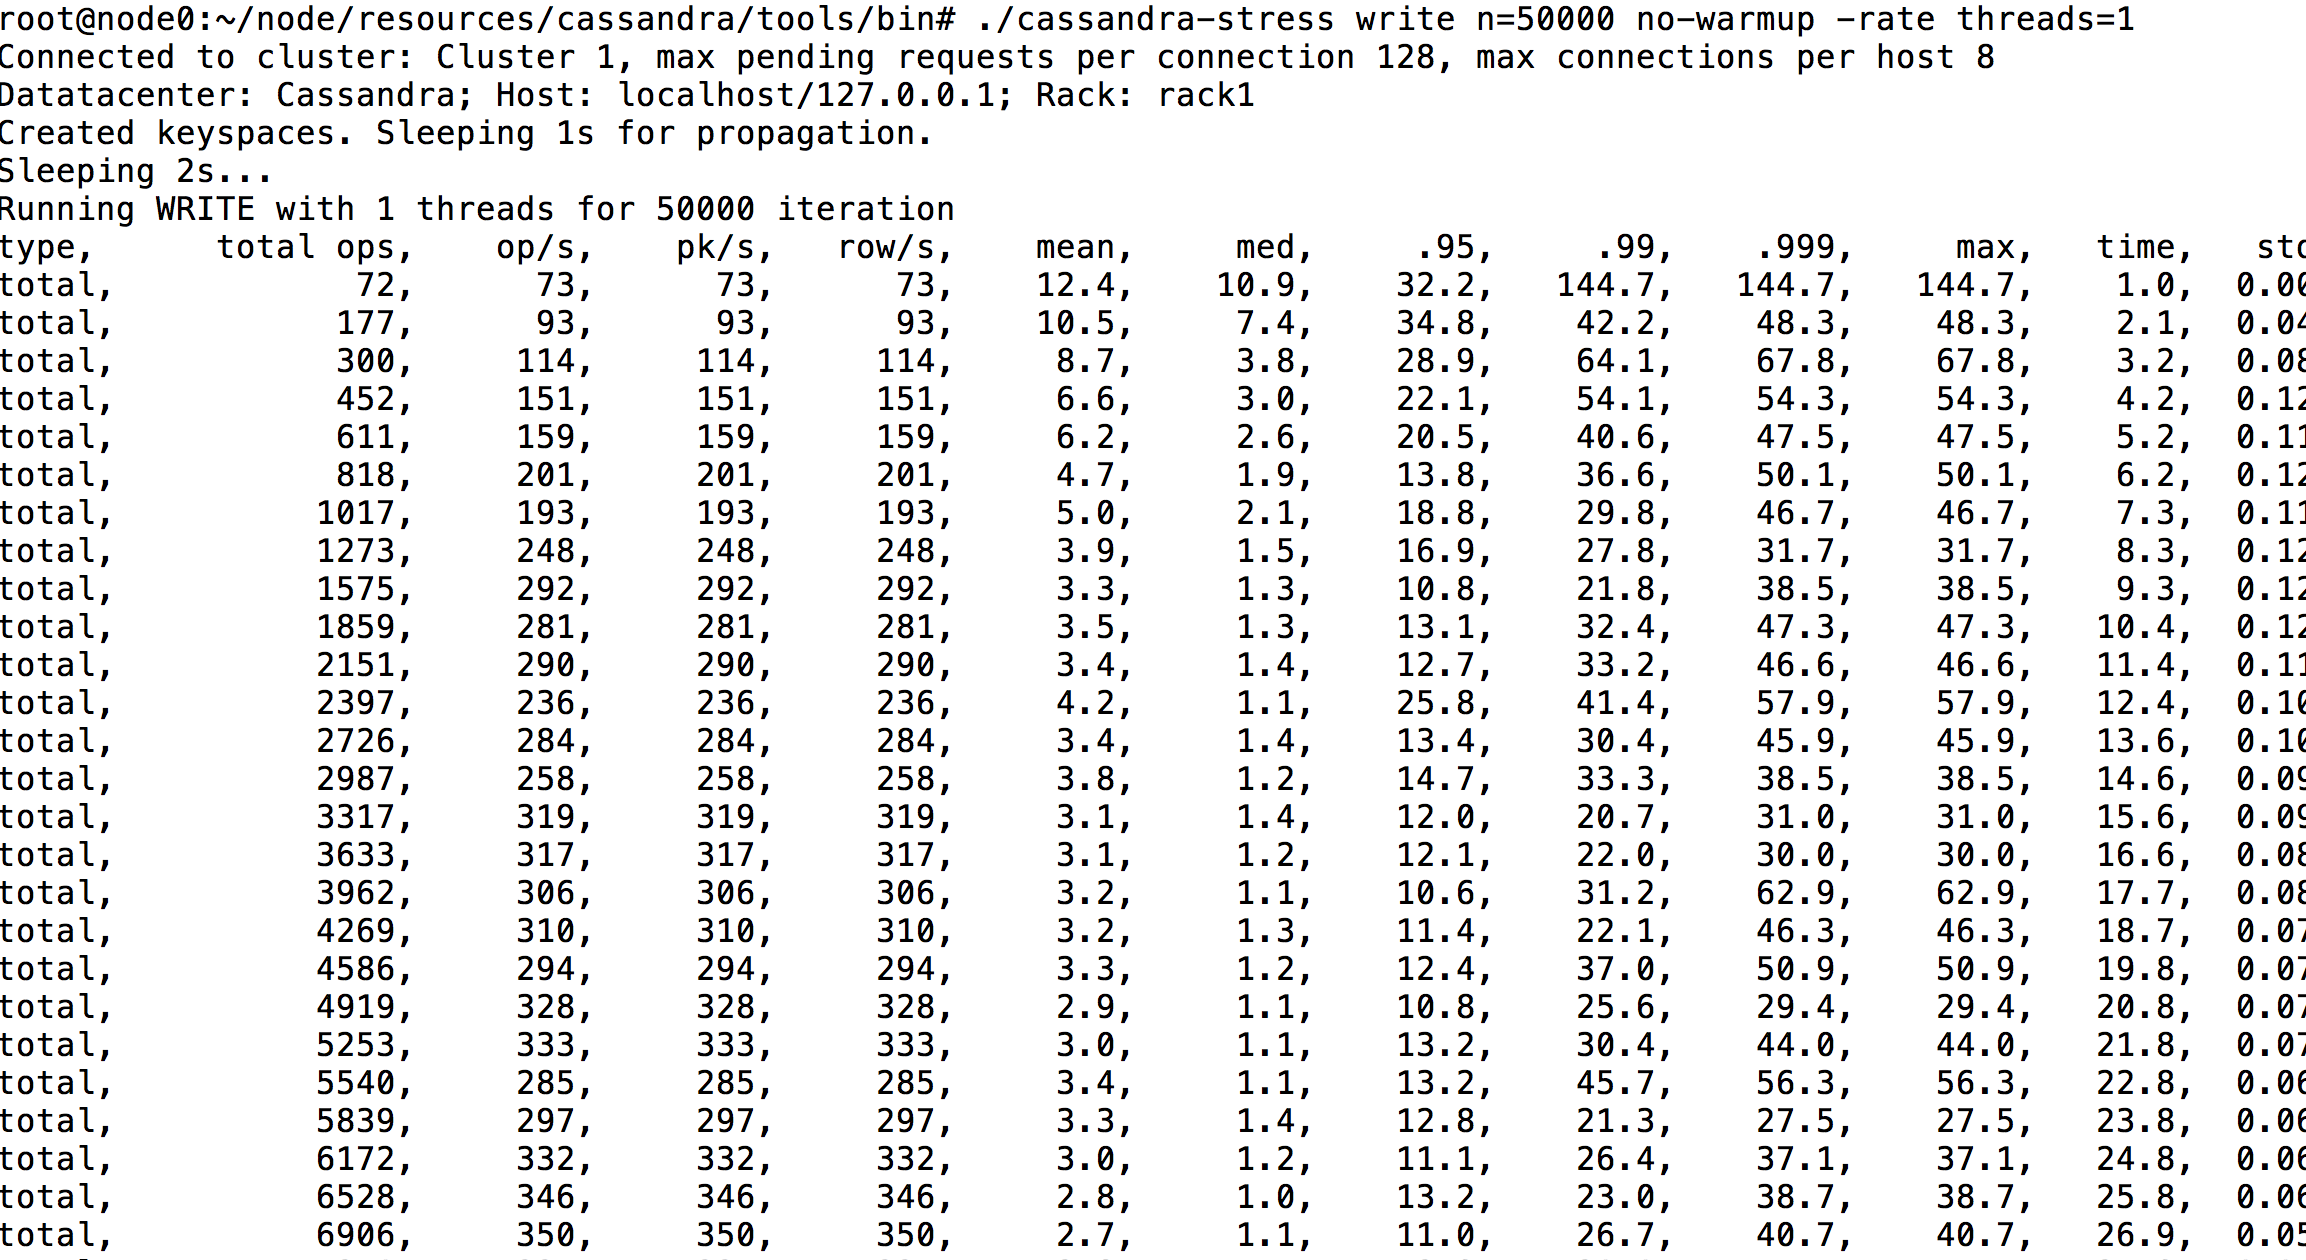 root@node0:~/node/resources/cassandra/tools/bin# ./cassandra-stress write n=50000 no-warmup -rate threads=1
Connected to cluster: Cluster 1, max pending requests per connection 128, max connections per host 8
Datatacenter: Cassandra; Host: localhost/127.0.0.1; Rack: rack1
Created keyspaces. Sleeping 1s for propagation.
Sleeping 2s...
Running WRITE with 1 threads for 50000 iteration
type, total ops, op/s, pk/s, row/s, mean, med, .95, .99, .999, max, time, std
total, 72, 73, 73, 73, 12.4, 10.9, 32.2, 144.7, 144.7, 144.7, 1.0, 0.00
total, 177, 93, 93, 93, 10.5, 7.4, 34.8, 42.2, 48.3, 48.3, 2.1, 0.04
total, 300, 114, 114, 114, 8.7, 3.8, 28.9, 64.1, 67.8, 67.8, 3.2, 0.08
total, 452, 151, 151, 151, 6.6, 3.0, 22.1, 54.1, 54.3, 54.3, 4.2, 0.12
total, 611, 159, 159, 159, 6.2, 2.6, 20.5, 40.6, 47.5, 47.5, 5.2, 0.11
total, 818, 201, 201, 201, 4.7, 1.9, 13.8, 36.6, 50.1, 50.1, 6.2, 0.12
total, 1017, 193, 193, 193, 5.0, 2.1, 18.8, 29.8, 46.7, 46.7, 7.3, 0.11
total, 1273, 248, 248, 248, 3.9, 1.5, 16.9, 27.8, 31.7, 31.7, 8.3, 0.12
total, 1575, 292, 292, 292, 3.3, 1.3, 10.8, 21.8, 38.5, 38.5, 9.3, 0.12
total, 1859, 281, 281, 281, 3.5, 1.3, 13.1, 32.4, 47.3, 47.3, 10.4, 0.12
total, 2151, 290, 290, 290, 3.4, 1.4, 12.7, 33.2, 46.6, 46.6, 11.4, 0.11
total, 2397, 236, 236, 236, 4.2, 1.1, 25.8, 41.4, 57.9, 57.9, 12.4, 0.10
total, 2726, 284, 284, 284, 3.4, 1.4, 13.4, 30.4, 45.9, 45.9, 13.6, 0.10
total, 2987, 258, 258, 258, 3.8, 1.2, 14.7, 33.3, 38.5, 38.5, 14.6, 0.09
total, 3317, 319, 319, 319, 3.1, 1.4, 12.0, 20.7, 31.0, 31.0, 15.6, 0.09
total, 3633, 317, 317, 317, 3.1, 1.2, 12.1, 22.0, 30.0, 30.0, 16.6, 0.08
total, 3962, 306, 306, 306, 3.2, 1.1, 10.6, 31.2, 62.9, 62.9, 17.7, 0.08
total, 4269, 310, 310, 310, 3.2, 1.3, 11.4, 22.1, 46.3, 46.3, 18.7, 0.07
total, 4586, 294, 294, 294, 3.3, 1.2, 12.4, 37.0, 50.9, 50.9, 19.8, 0.07
total, 4919, 328, 328, 328, 2.9, 1.1, 10.8, 25.6, 29.4, 29.4, 20.8, 0.07
total, 5253, 333, 333, 333, 3.0, 1.1, 13.2, 30.4, 44.0, 44.0, 21.8, 0.07
total, 5540, 285, 285, 285, 3.4, 1.1, 13.2, 45.7, 56.3, 56.3, 22.8, 0.06
total, 5839, 297, 297, 297, 3.3, 1.4, 12.8, 21.3, 27.5, 27.5, 23.8, 0.06
total, 6172, 332, 332, 332, 3.0, 1.2, 11.1, 26.4, 37.1, 37.1, 24.8, 0.06
total, 6528, 346, 346, 346, 2.8, 1.0, 13.2, 23.0, 38.7, 38.7, 25.8, 0.06
total, 6906, 350, 350, 350, 2.7, 1.1, 11.0, 26.7, 40.7, 40.7, 26.9, 0.05